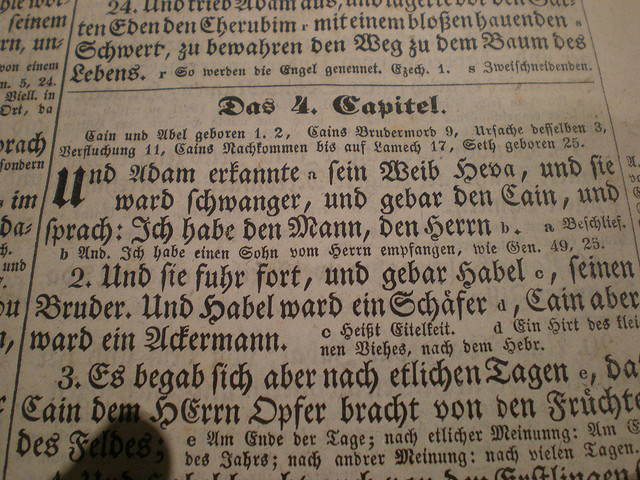 24. Und trieb Adam aus, und lagerte vor den Gar-
ten Eden den Cherubim r mit einem bloßen hauenden s
Schwert, zu bewahren den Weg zu dem Baum des
Lebens. r So werden die Engel genennet. Ezech. 1. s Zweischneidenden.
Das 4. Capitel.
Cain und Abel geboren 1. 2, Cains Brudermord 9, Ursache desselben 3,
Verfluchung 11, Cains Nachkommen bis auf Lamech 17, Seth geboren 25.
Und Adam erkannte a sein Weib Heva, und sie
ward schwanger, und gebar den Cain, und
sprach: Ich habe den Mann, den Herrn b. a Beschlief.
b And. Ich habe einen Sohn vom Herrn empfangen, wie Gen. 49, 25.
2. Und sie fuhr fort, und gebar Habel c, seinen
Bruder. Und Habel ward ein Schäfer d, Cain aber
ward ein Ackermann. c Heißt Eitelkeit. d Ein Hirt des klei
nen Viehes, nach dem Hebr.
3. Es begab sich aber nach etlichen Tagen e, da
Cain dem HErrn Opfer bracht von den Früchte
des Feldes; e Am Ende der Tage; nach etlicher Meinunng: Am E
des Jahrs; nach andrer Meinung: nach vielen Tagen.